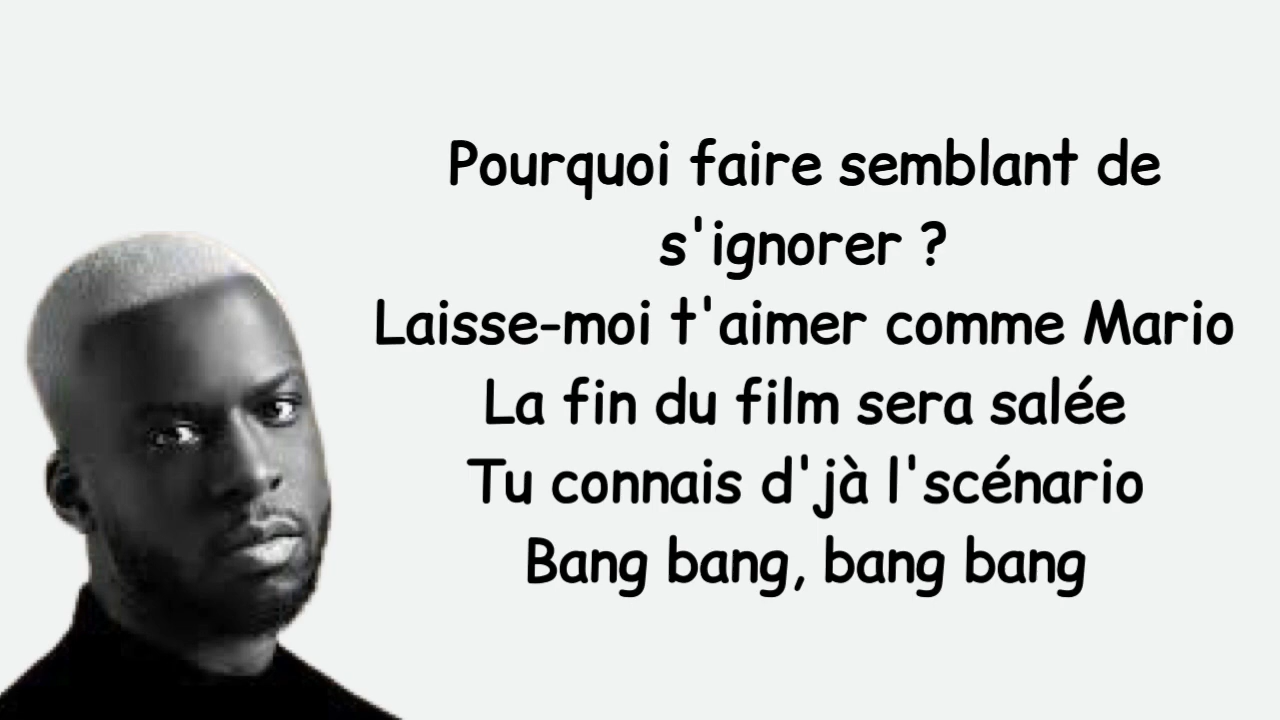 Pourquoi faire semblant de
s'ignorer ?
Laisse-moi t'aimer comme Mario
La fin du film sera salée
Tu connais d'jà l'scénario
Bang bang, bang bang